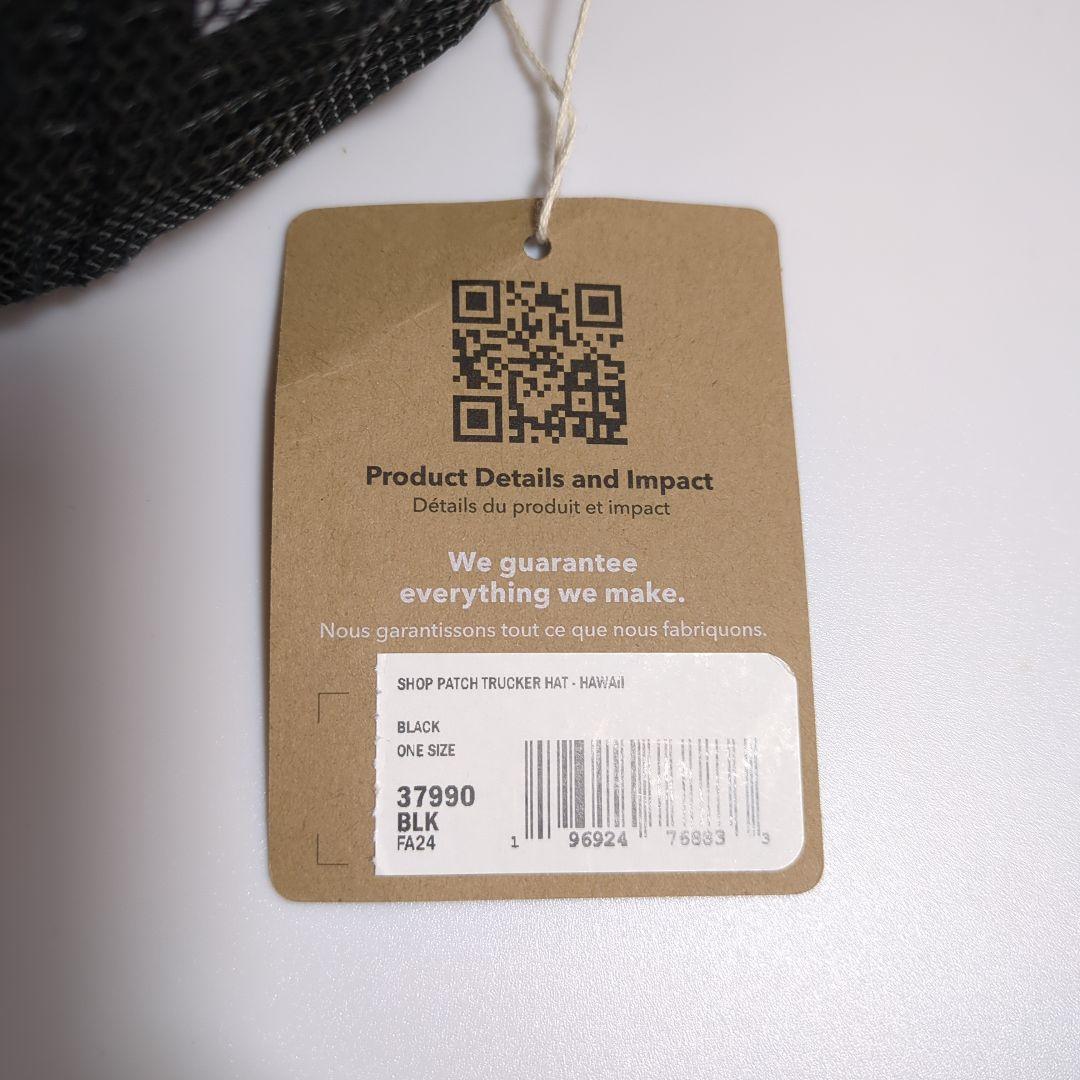 Product Details and Impact
Détails du produit et impact
We guarantee
everything we make.
Nous garantissons tout ce que nous fabriquons.
SHOP PATCH TRUCKER HAT - HAWAII
BLACK
ONE SIZE
37990
BLK
FA24
1 96924 76883 3